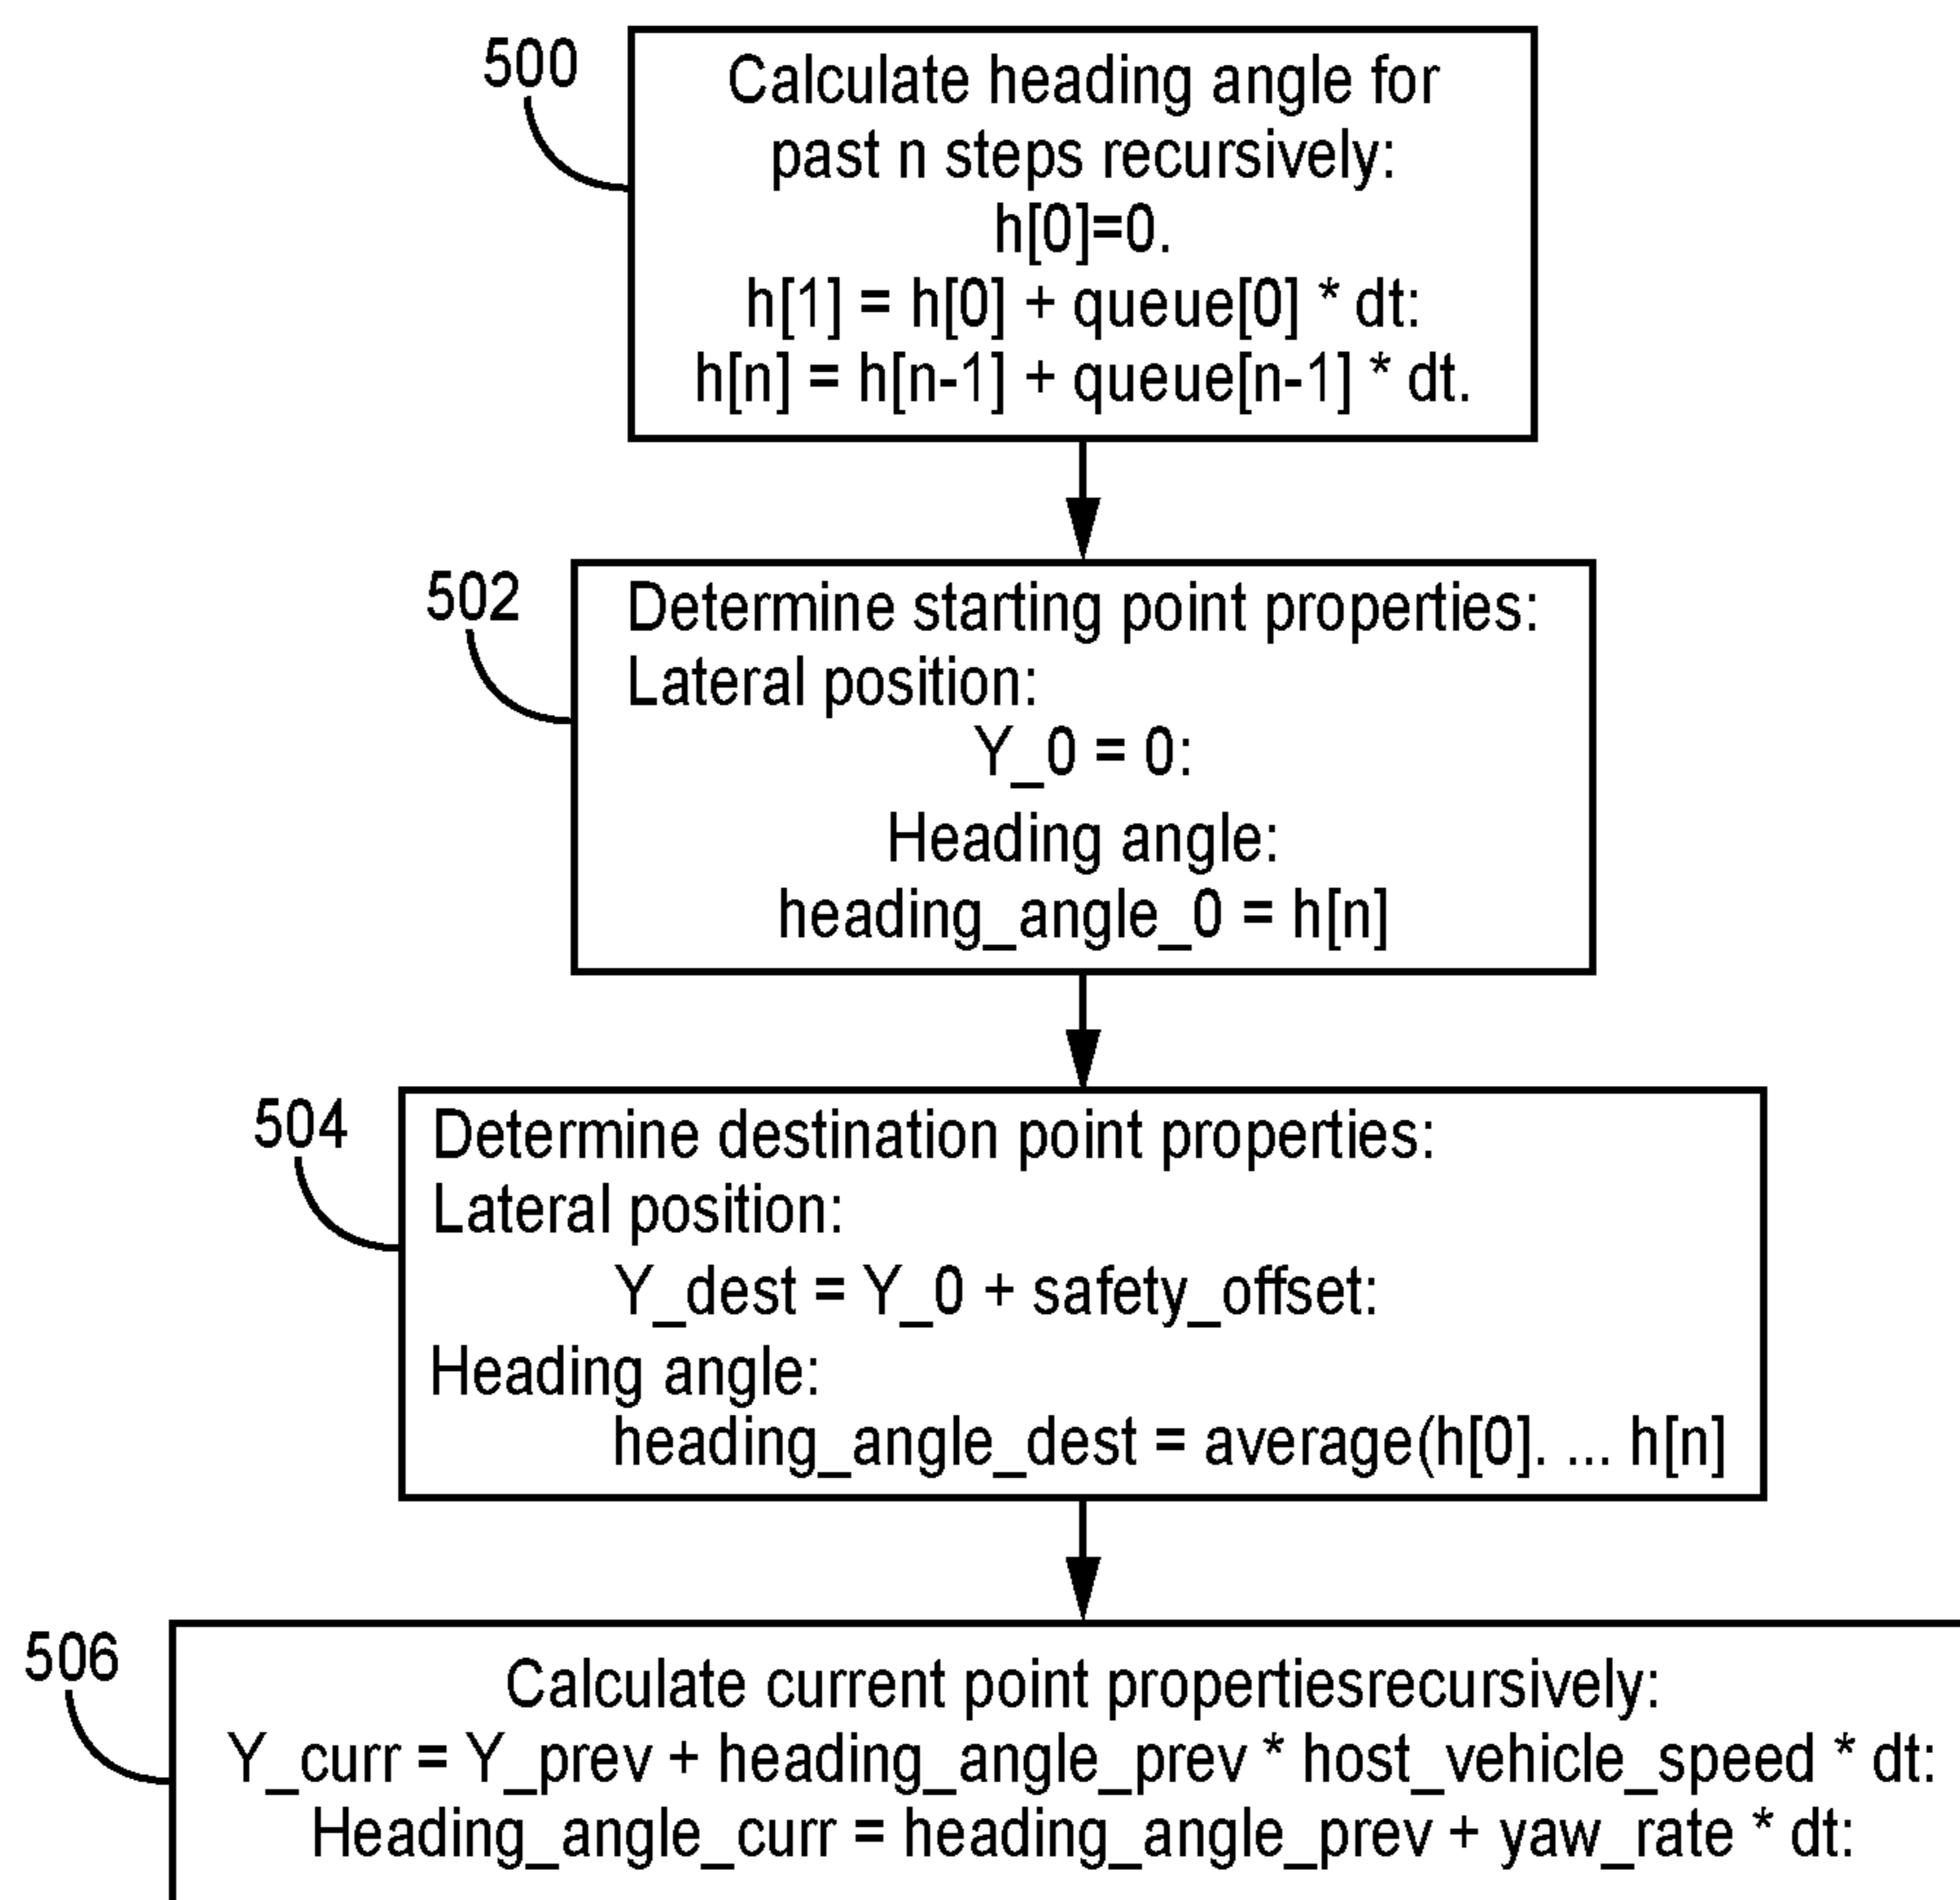 500
Calculate heading angle for
past n steps recursively:
h[0]=0.
h[1] = h[0] + queue[0] * dt:
h[n] = h[n-1] + queue[n-1] * dt.
502
Determine starting point properties:
Lateral position:
Y_0 = 0:
Heading angle:
heading_angle_0 = h[n]
504
Determine destination point properties:
Lateral position:
Y_dest = Y_0 + safety_offset:
Heading angle:
heading_angle_dest = average(h[0]. ... h[n]
506
Calculate current point propertiesrecursively:
Y_curr = Y_prev + heading_angle_prev * host_vehicle_speed * dt:
Heading_angle_curr = heading_angle_prev + yaw_rate * dt: